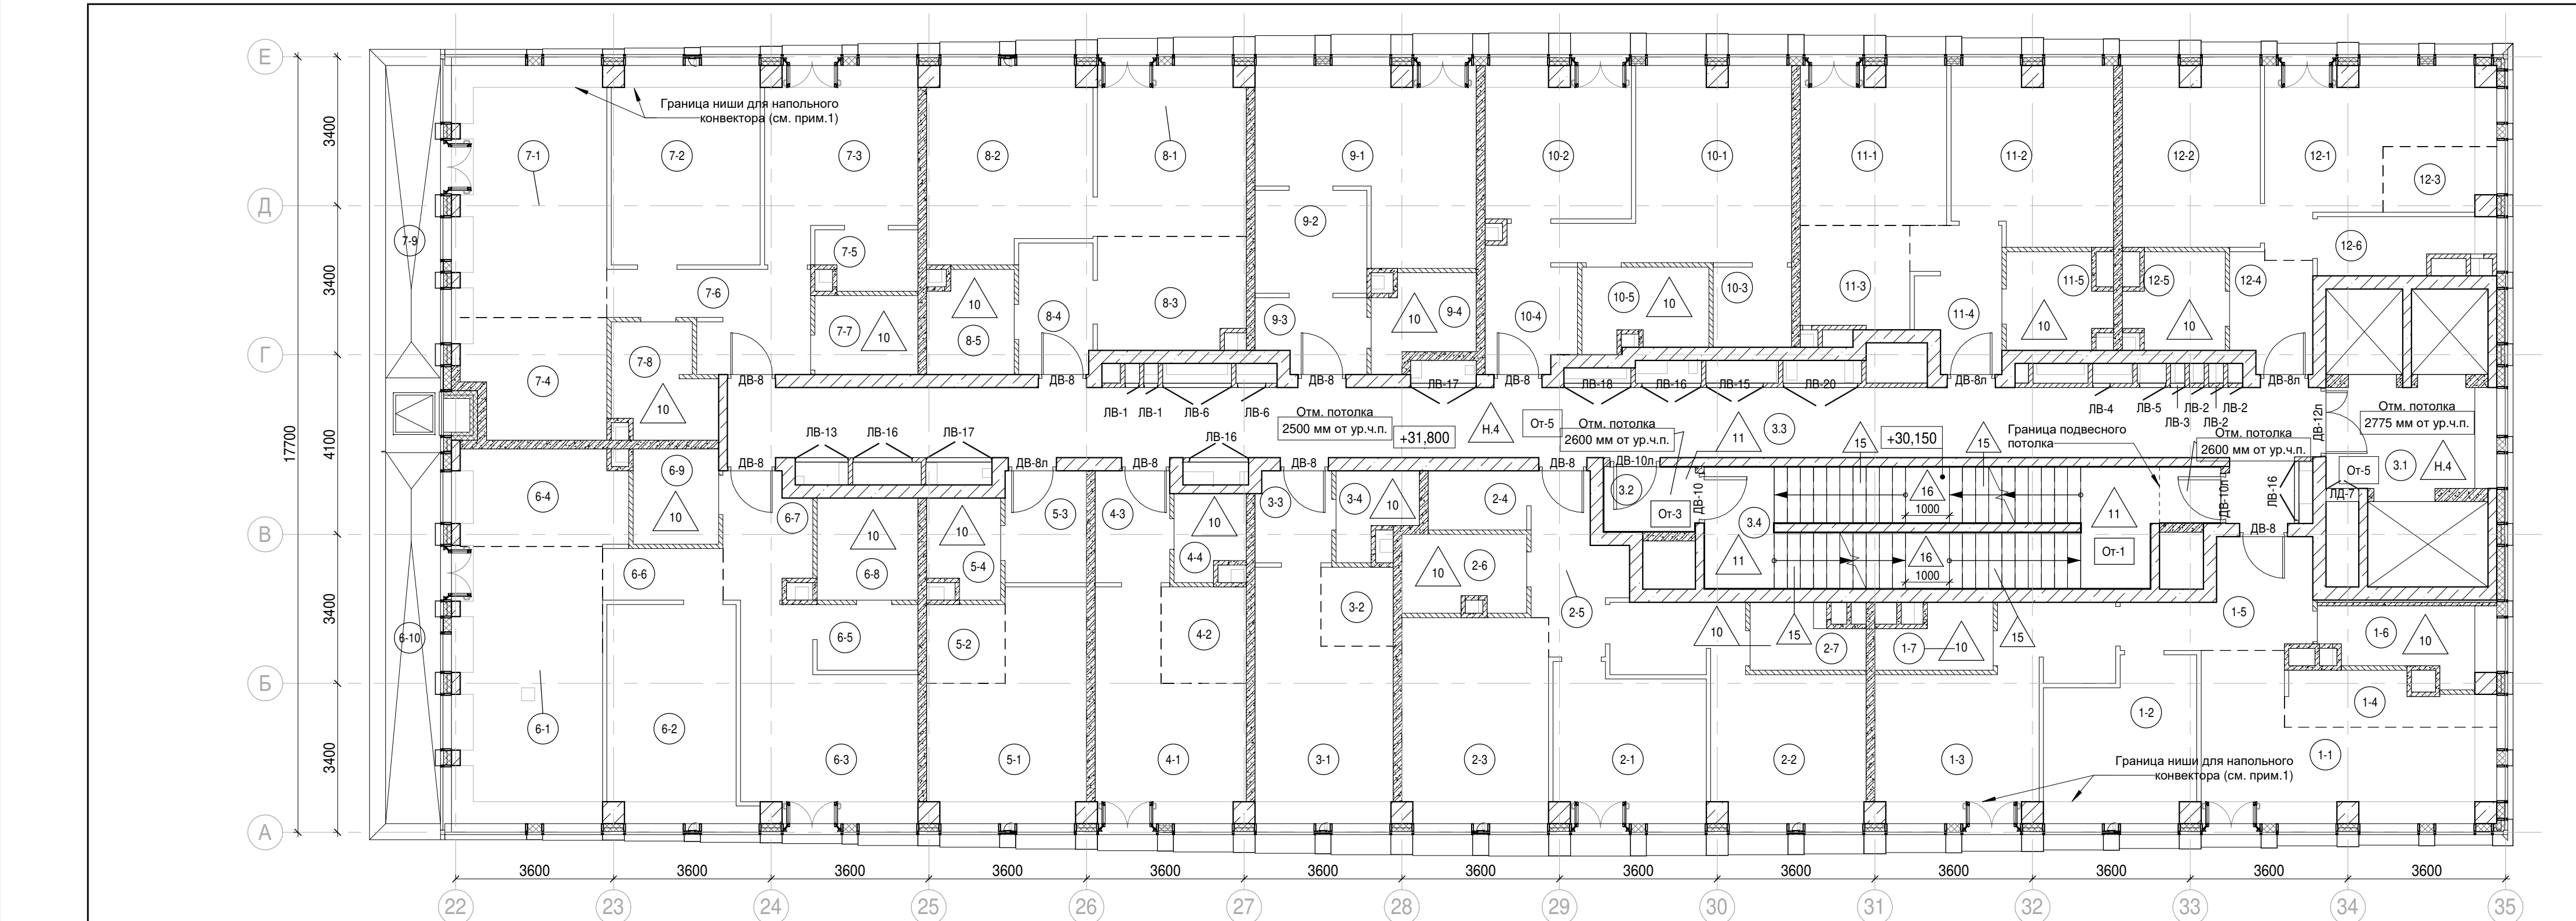 Е
Граница ниши для напольного
конвектора (см. прим.1)
3400
7-1
7-2
7-3
8-2
8-1
9-1
10-2
10-1
11-1
11-2
12-2
12-1
12-3
Д
7-9
9-2
12-6
7-5
3400
7-6
8-3
9-3
9-4
10
10-5
10
10-3
11-3
11-5
12-5
12-4
10
8-4
10-4
11-4
10
10
7-7
10
8-5
10
Г
7-8
7-4
10
ДВ-8
ДВ-8
ДВ-8
ЛВ-17
ДВ-8
ЛВ-18
ЛВ-16
ЛВ-15
ЛВ-20
ДВ-8л
ДВ-8л
ЛВ-1
ЛВ-1
ЛВ-6
ЛВ-6
ЛВ-4
ЛВ-5
ЛВ-3
ЛВ-2
ЛВ-2
ЛВ-2
17700
4100
Отм. потолка
2500 мм от ур.ч.п.
+31,800
Н.4
От-5
Отм. потолка
2600 мм от ур.ч.п.
11
3.3
15
+30,150
15
Граница подвесного
потолка
Отм. потолка
2600 мм от ур.ч.п.
ДВ-12л
Отм. потолка
2775 мм от ур.ч.п.
ЛВ-13
ЛВ-16
ЛВ-17
ЛВ-16
ДВ-8
ДВ-8л
ДВ-8
ДВ-8
ДВ-8
ДВ-10л
3.1
Н.4
От-5
ЛД-7
6-9
6-4
10
6-7
10
6-8
10
5-4
5-3
4-3
10
4-4
3-3
3-4
10
2-4
3.2
От-3
ДВ-10
3.4
16
1000
11
ДВ-10л
ЛВ-16
ДВ-8
В
10
2-6
11
16
1000
От-1
6-6
3400
6-10
6-5
5-2
4-2
3-2
2-5
10
15
2-7
1-7
10
15
1-5
1-6
10
Б
6-1
6-2
6-3
5-1
4-1
3-1
2-3
2-1
2-2
1-3
1-2
1-4
1-1
3400
Граница ниши для напольного
конвектора (см. прим.1)
А
3600
3600
3600
3600
3600
3600
3600
3600
3600
3600
3600
3600
3600
22
23
24
25
26
27
28
29
30
31
32
33
34
35